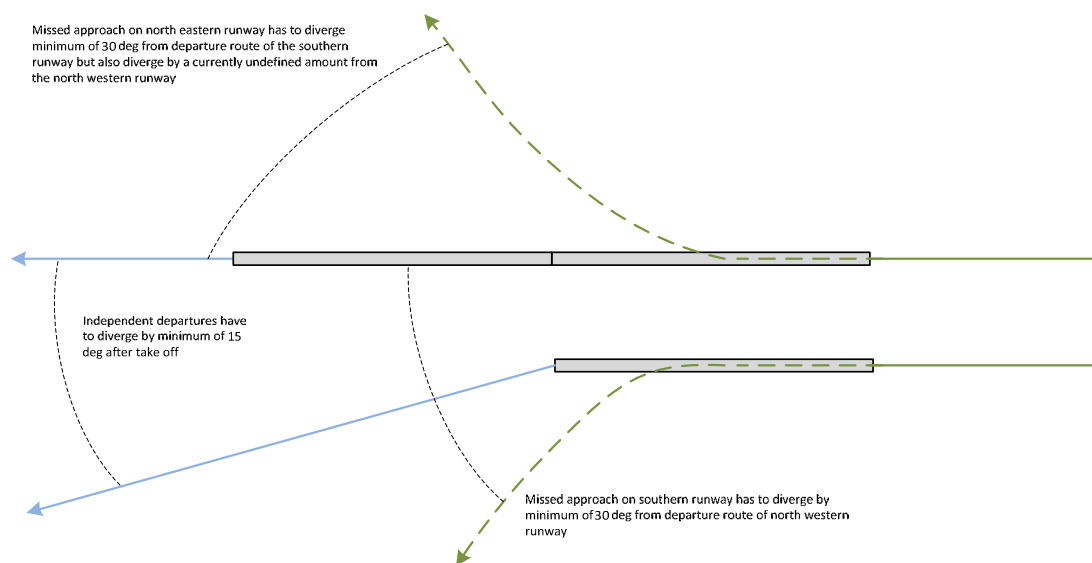 Missed approach on north eastern runway has to diverge
minimum of 30 deg from departure route of the southern
runway but also diverge by a currently undefined amount from
the north western runway
Independent departures have
to diverge by minimum of 15
deg after take off
Missed approach on southern runway has to diverge by
minimum of 30 deg from departure route of north western
runway